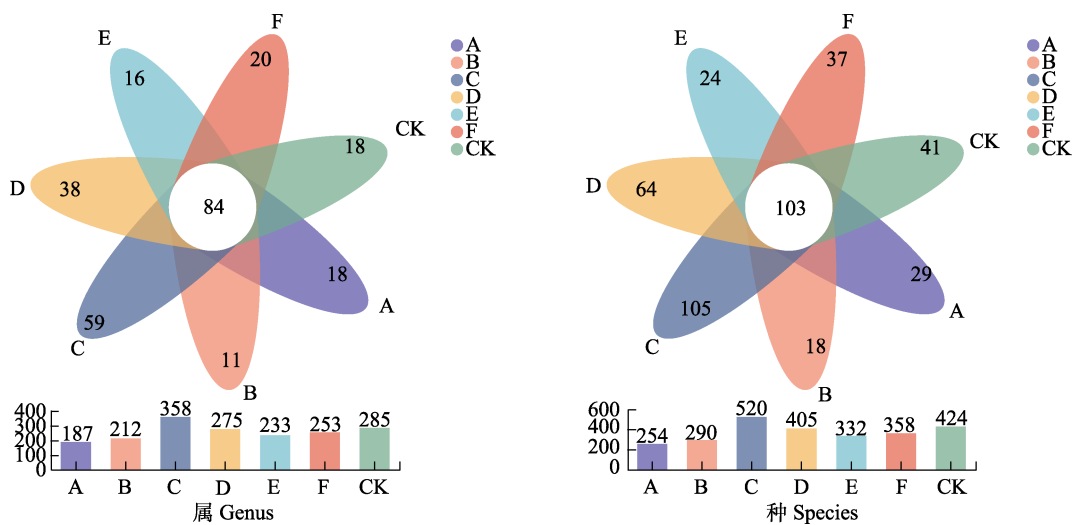 F
E
20
16
CK
18
D
38
84
18
A
59
C
11
B
A
B
C
D
E
F
CK
400
300
200
100
0
187
212
358
275
233
253
285
A B C D E F CK
属 Genus
F
E
37
24
CK
41
D
64
103
29
A
105
C
18
B
A
B
C
D
E
F
CK
600
400
200
0
254
290
520
405
332
358
424
A B C D E F CK
种 Species